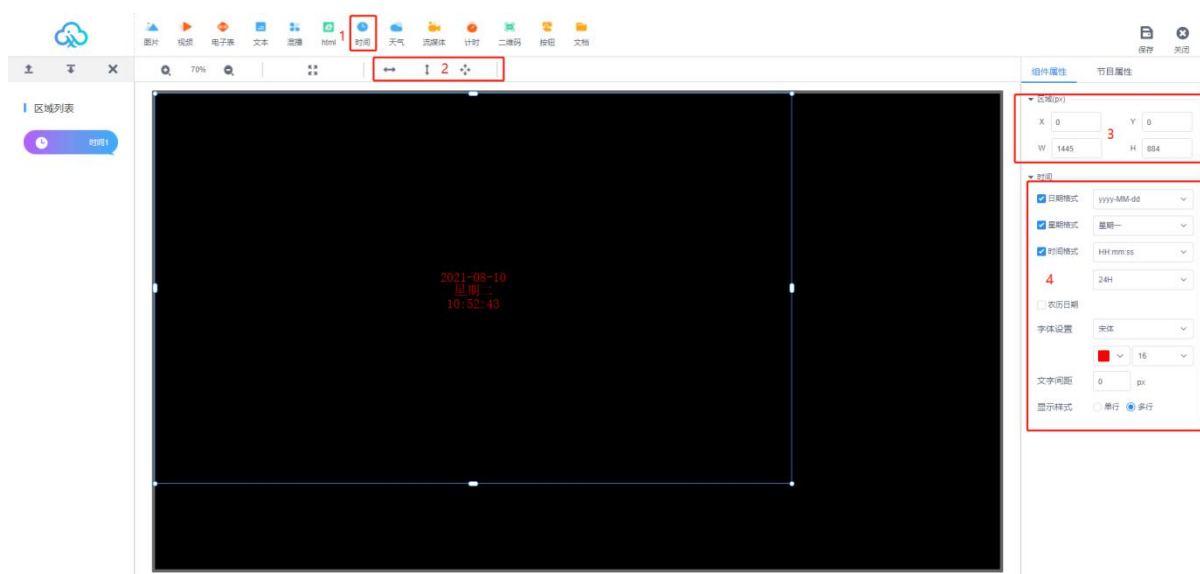 图片 视频 电子表 文本 混播 html 1 时间 天气 流媒体 计时 二维码 按钮 文档
保存 关闭
70% 2
组件属性 节目属性
区域列表
时间1
区域(px)
X 0 Y 0
3
W 1445 H 884
时间
日期格式 yyyy-MM-dd
星期格式 星期一
时间格式 HH:mm:ss
4 24H
农历日期
字体设置 宋体
16
文字间距 0 px
显示样式 单行 多行
2021-08-10
星期二
10:52:43